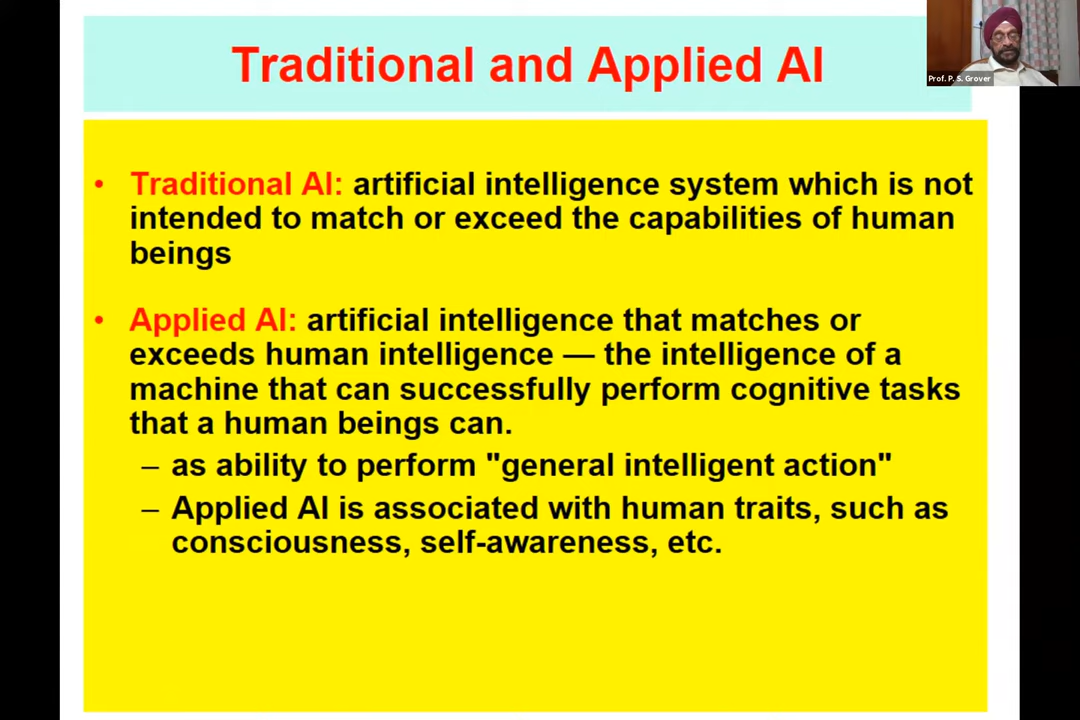 Traditional and Applied AI
Prof. P. S. Grover
• Traditional AI: artificial intelligence system which is not
intended to match or exceed the capabilities of human
beings
• Applied AI: artificial intelligence that matches or
exceeds human intelligence — the intelligence of a
machine that can successfully perform cognitive tasks
that a human beings can.
– as ability to perform "general intelligent action"
– Applied AI is associated with human traits, such as
consciousness, self-awareness, etc.